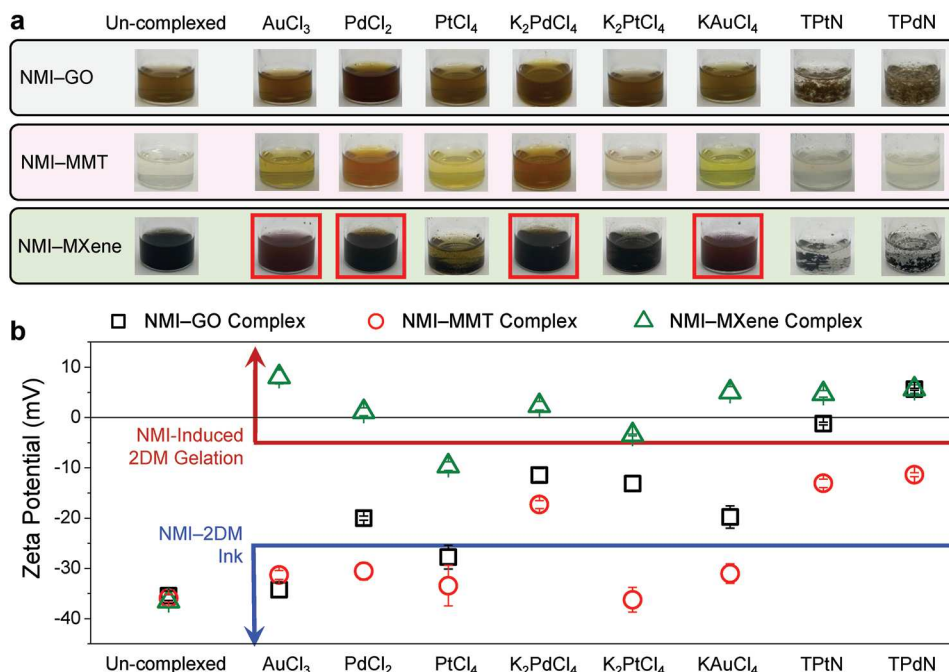 a
Un-complexed AuCl₃ PdCl₂ PtCl₄ K₂PdCl₄ K₂PtCl₄ KAuCl₄ TPtN TPdN
NMI–GO
NMI–MMT
NMI–MXene
b
NMI–GO Complex NMI–MMT Complex NMI–MXene Complex
Zeta Potential (mV)
10
0
-10
-20
-30
-40
NMI-Induced
2DM Gelation
NMI–2DM
Ink
Un-complexed AuCl₃ PdCl₂ PtCl₄ K₂PdCl₄ K₂PtCl₄ KAuCl₄ TPtN TPdN